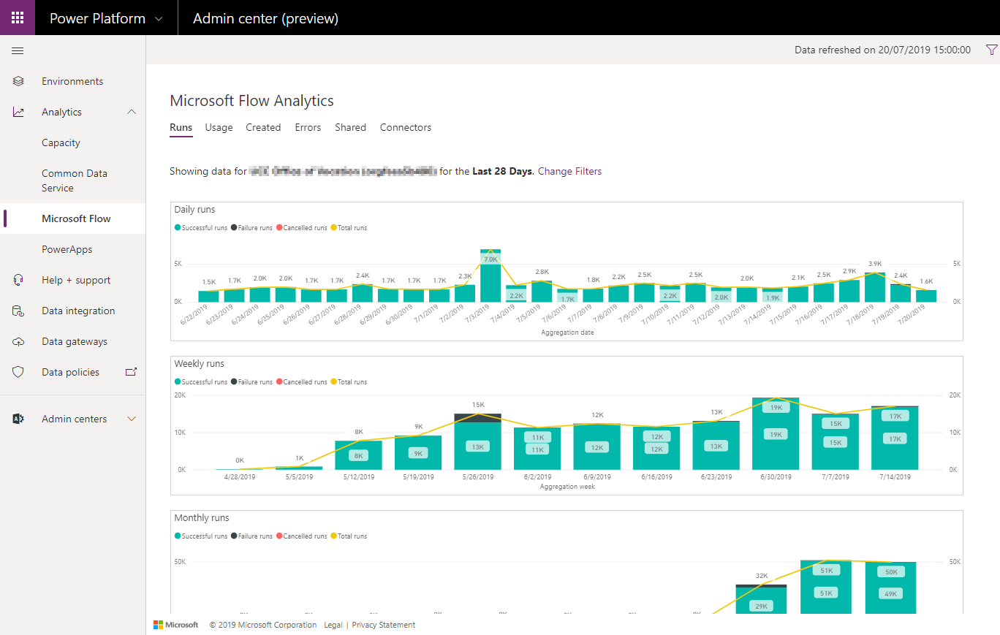 Power Platform Admin center (preview)
Data refreshed on 20/07/2019 15:00:00
Environments
Analytics
Capacity
Common Data
Service
Microsoft Flow
PowerApps
Help + support
Data integration
Data gateways
Data policies
Admin centers
Microsoft Flow Analytics
Runs Usage Created Errors Shared Connectors
Showing data for for the Last 28 Days. Change Filters
Daily runs
Successful runs Failure runs Cancelled runs Total runs
5K 5K
0K 0K
1.5K 1.7K 2.0K 2.0K 1.7K 1.7K 2.4K 1.7K 1.7K 1.7K 2.3K 7.0K 2.2K 2.8K 1.7K 1.8K 2.2K 2.5K 2.2K 2.5K 2.0K 2.0K 1.9K 2.1K 2.5K 2.9K 3.9K 2.4K 1.6K
6/22/2019 6/23/2019 6/24/2019 6/25/2019 6/26/2019 6/27/2019 6/28/2019 6/29/2019 6/30/2019 7/1/2019 7/2/2019 7/3/2019 7/4/2019 7/5/2019 7/6/2019 7/7/2019 7/8/2019 7/9/2019 7/10/2019 7/11/2019 7/12/2019 7/13/2019 7/14/2019 7/15/2019 7/16/2019 7/17/2019 7/18/2019 7/19/2019 7/20/2019
Aggregation date
Weekly runs
Successful runs Failure runs Cancelled runs Total runs
20K 20K
10K 10K
0K 0K
0K 1K 8K 9K 15K 11K 12K 12K 13K 19K 15K 17K
8K 9K 13K 11K 12K 12K 13K 19K 15K 17K
4/28/2019 5/5/2019 5/12/2019 5/19/2019 5/26/2019 6/2/2019 6/9/2019 6/16/2019 6/23/2019 6/30/2019 7/7/2019 7/14/2019
Aggregation week
Monthly runs
Successful runs Failure runs Cancelled runs Total runs
50K 50K
32K 51K 50K
29K 51K 49K
Microsoft © 2019 Microsoft Corporation Legal | Privacy Statement